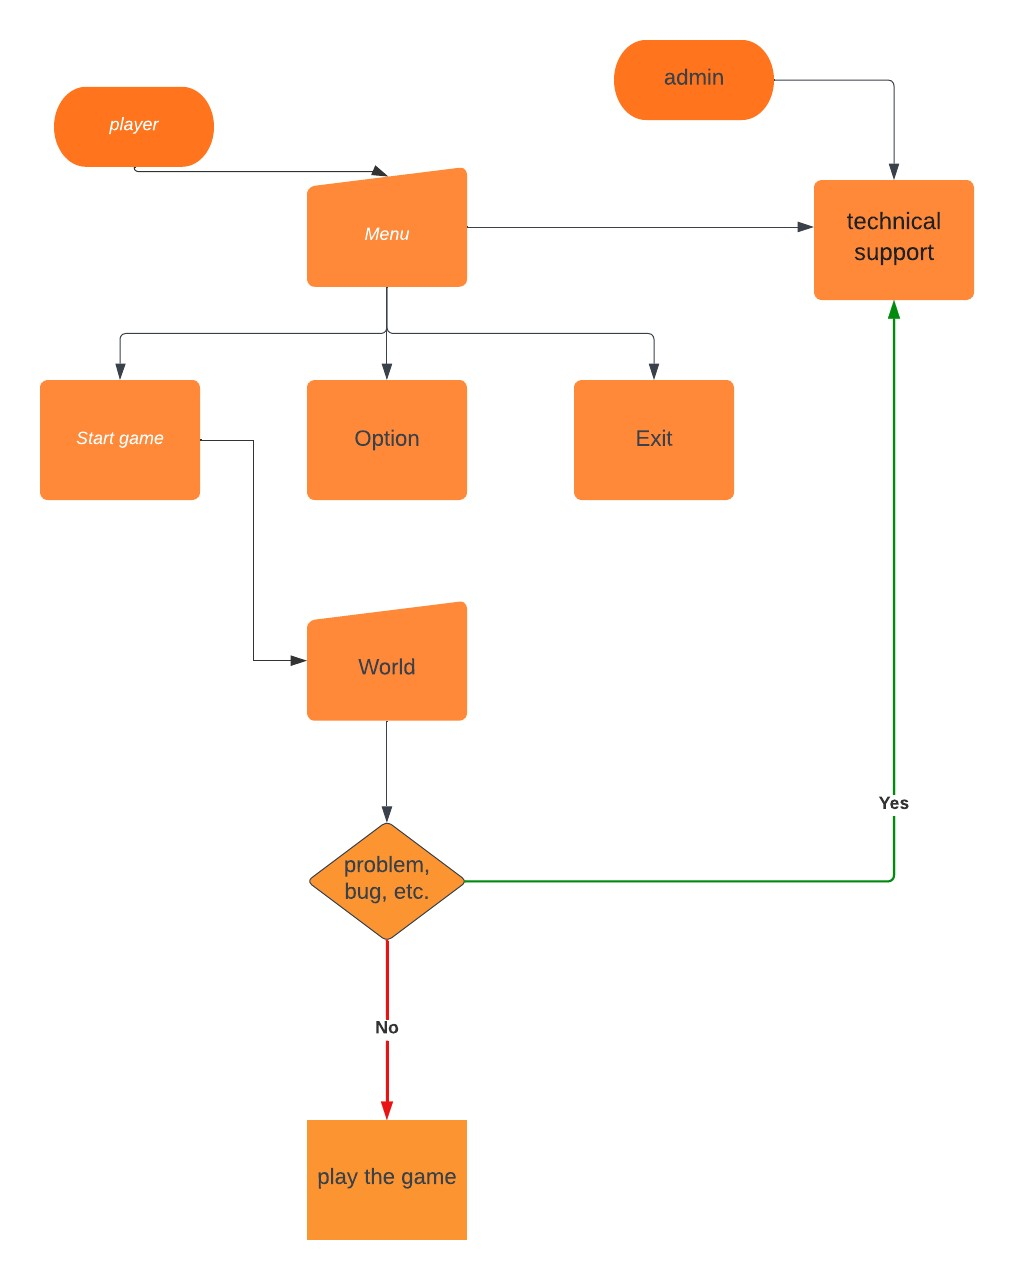 admin
player
technical
support
Menu
Start game
Option
Exit
World
Yes
problem,
bug, etc.
No
play the game